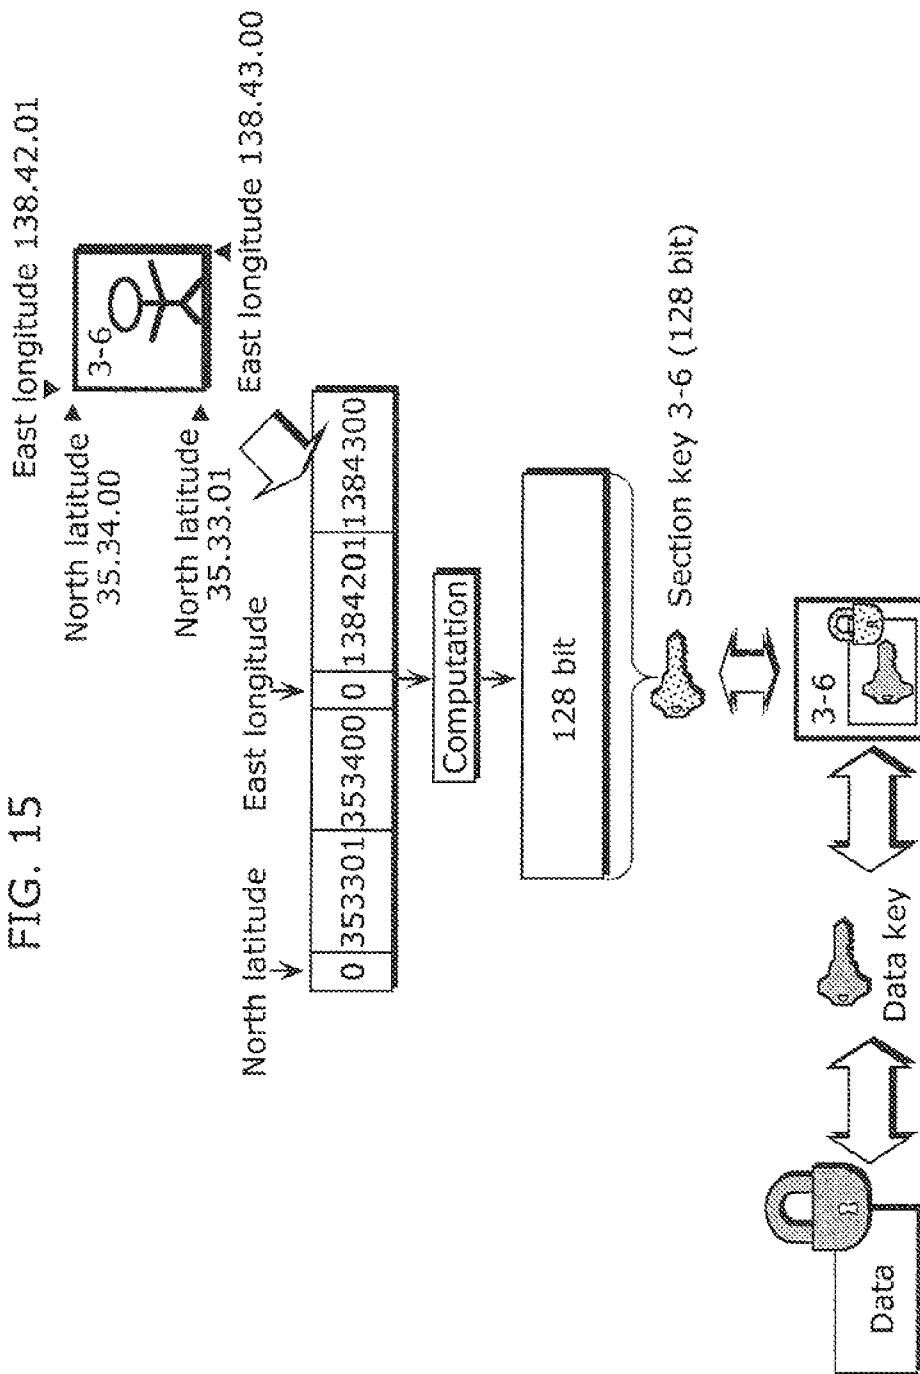 FIG. 15
East longitude 138.42.01
North latitude
35.34.00
3-6
North latitude
35.33.01
East longitude 138.43.00
North latitude
East longitude
0 353301 353400 0 1384201 1384300
Computation
128 bit
Section key 3-6 (128 bit)
Data
Data key
3-6